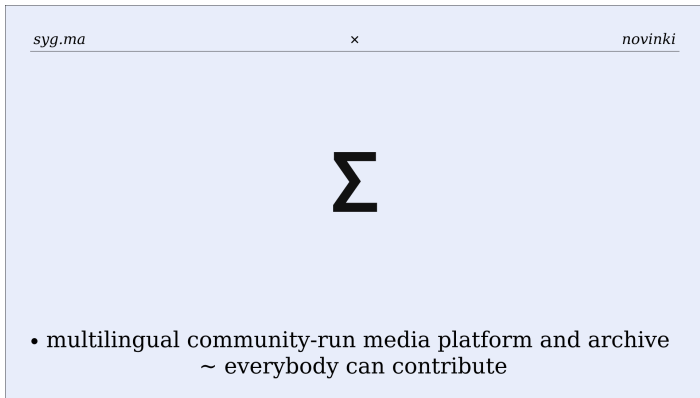 syg.ma × novinki
Σ
• multilingual community-run media platform and archive
~ everybody can contribute